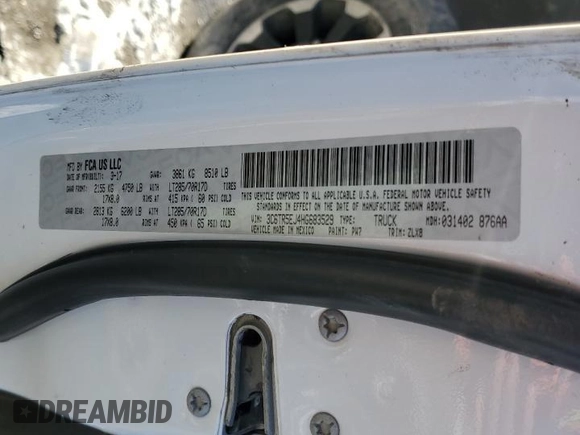 MFD BY FCA US LLC
DATE OF MFR 3-17 GVWR: 3861 KG 8510 LB
GAWR FRONT: 2155 KG 4750 LB WITH LT285/70R17D TIRES
17X8.0 RIMS AT 415 KPA ( 60 PSI) COLD
GAWR REAR: 2813 KG 6200 LB WITH LT285/70R17D TIRES
17X8.0 RIMS AT 450 KPA ( 65 PSI) COLD
THIS VEHICLE CONFORMS TO ALL APPLICABLE U.S.A. FEDERAL MOTOR VEHICLE SAFETY
STANDARDS IN EFFECT ON THE DATE OF MANUFACTURE SHOWN ABOVE.
VIN: 3C6TR5EJ4HG683529 TYPE: TRUCK MDH: 031402 876AA
VEHICLE MADE IN MEXICO PAINT: PW7 TRIM: ZLX8
DREAMBID